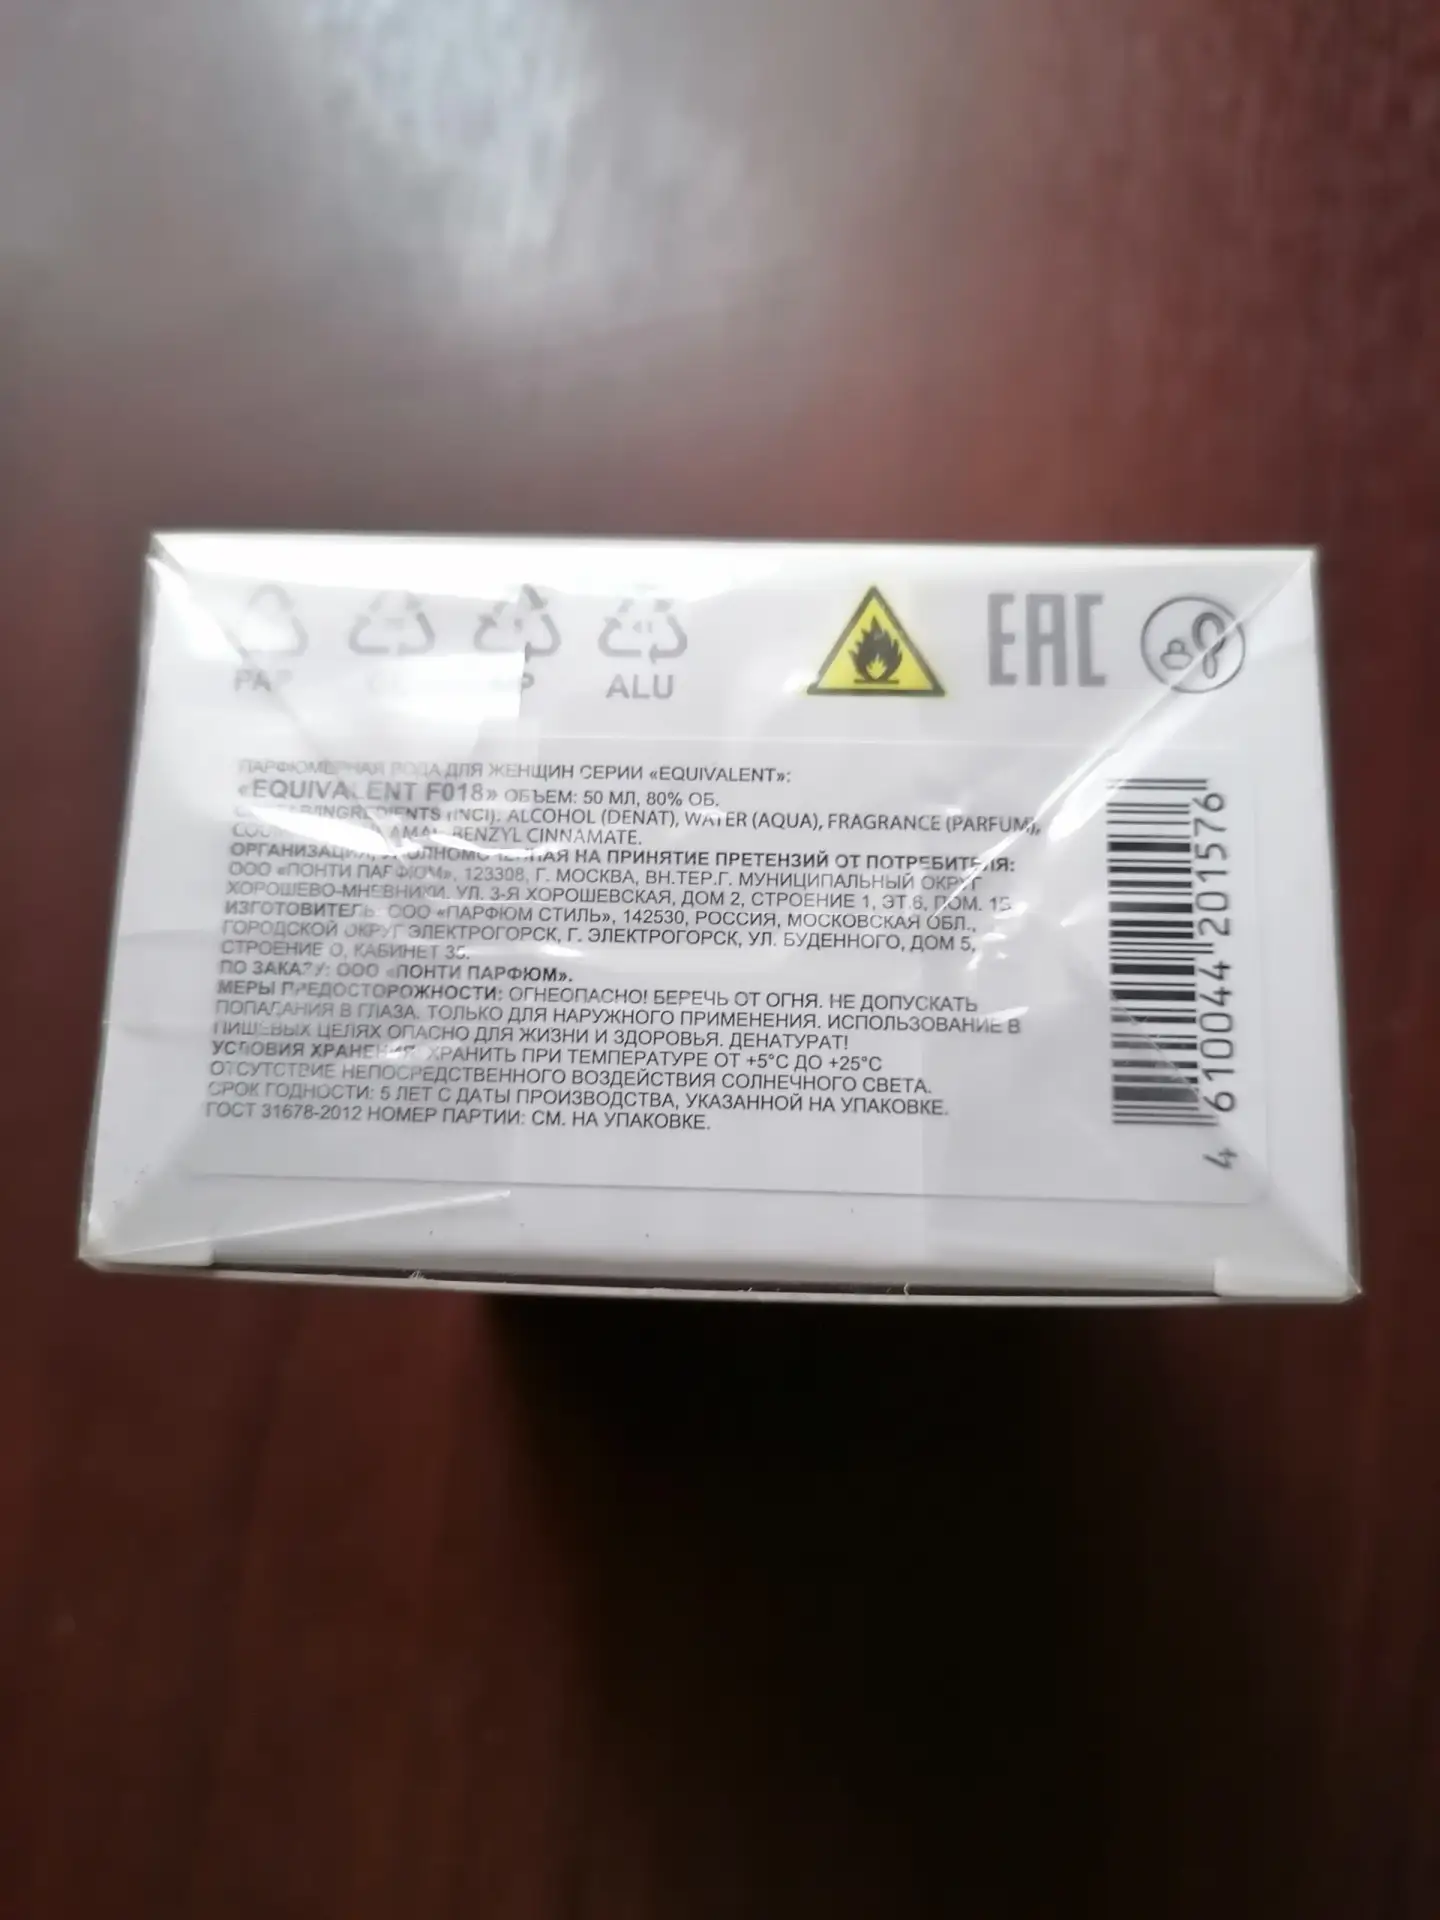 PAP
ALU
EAC
ПАРФЮМЕРНАЯ ВОДА ДЛЯ ЖЕНЩИН СЕРИИ «EQUIVALENT»:
«EQUIVALENT F018» ОБЪЕМ: 50 МЛ, 80% ОБ.
INGREDIENTS (INCI): ALCOHOL (DENAT), WATER (AQUA), FRAGRANCE (PARFUM),
BENZYL CINNAMATE.
ОРГАНИЗАЦИЯ, УПОЛНОМОЧЕННАЯ НА ПРИНЯТИЕ ПРЕТЕНЗИЙ ОТ ПОТРЕБИТЕЛЯ:
ООО «ПОНТИ ПАРФЮМ», 123308, Г. МОСКВА, ВН.ТЕР.Г. МУНИЦИПАЛЬНЫЙ ОКРУГ
ХОРОШЕВО-МНЕВНИКИ, УЛ. 3-Я ХОРОШЕВСКАЯ, ДОМ 2, СТРОЕНИЕ 1, ЭТ.6, ПОМ.
ИЗГОТОВИТЕЛЬ: ООО «ПАРФЮМ СТИЛЬ», 142530, РОССИЯ, МОСКОВСКАЯ ОБЛ.,
ГОРОДСКОЙ ОКРУГ ЭЛЕКТРОГОРСК, Г. ЭЛЕКТРОГОРСК, УЛ. БУДЕННОГО, ДОМ 5,
СТРОЕНИЕ О, КАБИНЕТ 35.
ПО ЗАКАЗУ: ООО «ПОНТИ ПАРФЮМ».
МЕРЫ ПРЕДОСТОРОЖНОСТИ: ОГНЕОПАСНО! БЕРЕЧЬ ОТ ОГНЯ. НЕ ДОПУСКАТЬ
ПОПАДАНИЯ В ГЛАЗА. ТОЛЬКО ДЛЯ НАРУЖНОГО ПРИМЕНЕНИЯ. ИСПОЛЬЗОВАНИЕ В
ПИЩЕВЫХ ЦЕЛЯХ ОПАСНО ДЛЯ ЖИЗНИ И ЗДОРОВЬЯ. ДЕНАТУРАТ!
УСЛОВИЯ ХРАНЕНИЯ: ХРАНИТЬ ПРИ ТЕМПЕРАТУРЕ ОТ +5°C ДО +25°C
ОТСУТСТВИЕ НЕПОСРЕДСТВЕННОГО ВОЗДЕЙСТВИЯ СОЛНЕЧНОГО СВЕТА.
СРОК ГОДНОСТИ: 5 ЛЕТ С ДАТЫ ПРОИЗВОДСТВА, УКАЗАННОЙ НА УПАКОВКЕ.
ГОСТ 31678-2012 НОМЕР ПАРТИИ: СМ. НА УПАКОВКЕ.
4 610044 201576